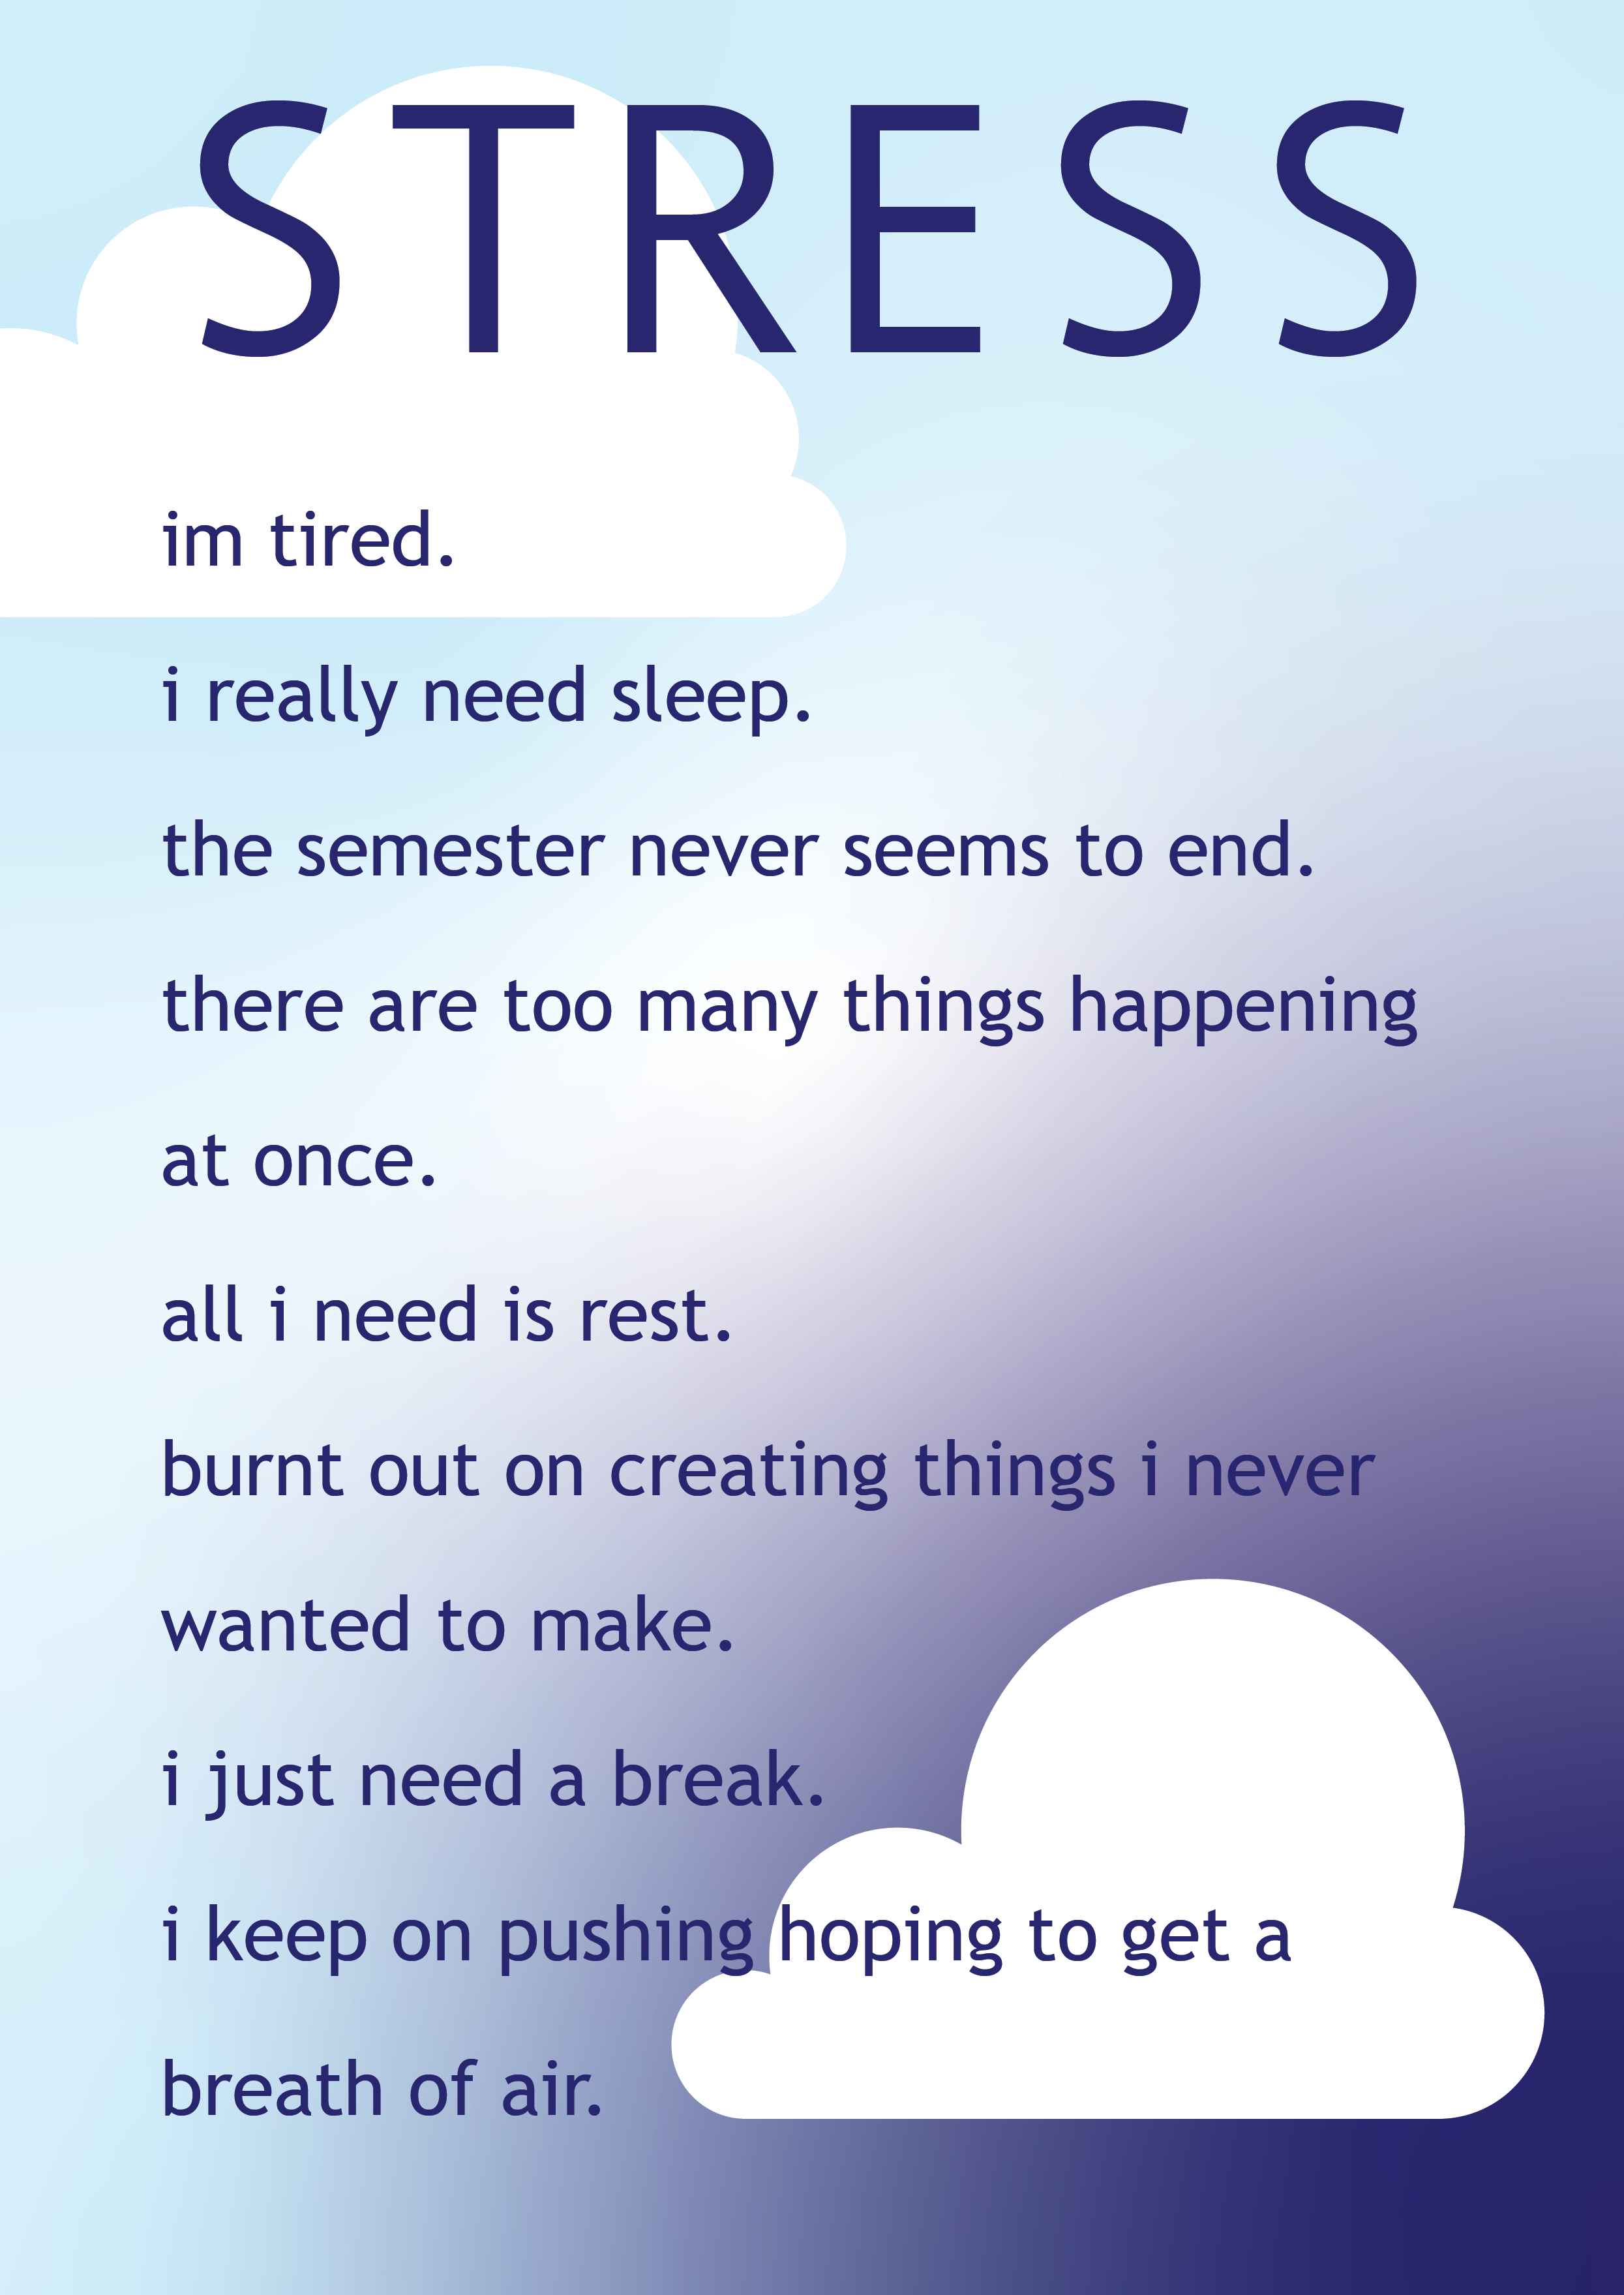 STRESS
im tired.
i really need sleep.
the semester never seems to end.
there are too many things happening
at once.
all i need is rest.
burnt out on creating things i never
wanted to make.
i just need a break.
i keep on pushing hoping to get a
breath of air.